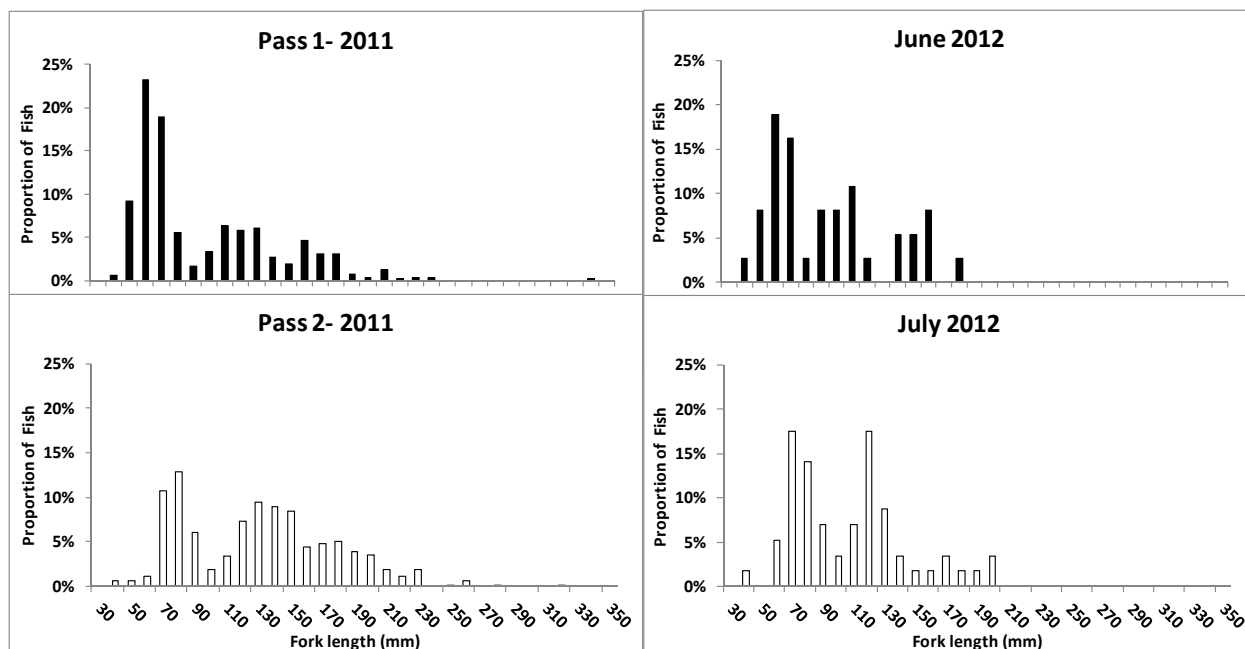 Pass 1- 2011
Proportion of Fish
25%
20%
15%
10%
5%
0%
June 2012
Proportion of Fish
25%
20%
15%
10%
5%
0%
Pass 2- 2011
Proportion of Fish
25%
20%
15%
10%
5%
0%
30 50 70 90 110 130 150 170 190 210 230 250 270 290 310 330 350
Fork length (mm)
July 2012
Proportion of Fish
25%
20%
15%
10%
5%
0%
30 50 70 90 110 130 150 170 190 210 230 250 270 290 310 330 350
Fork length (mm)